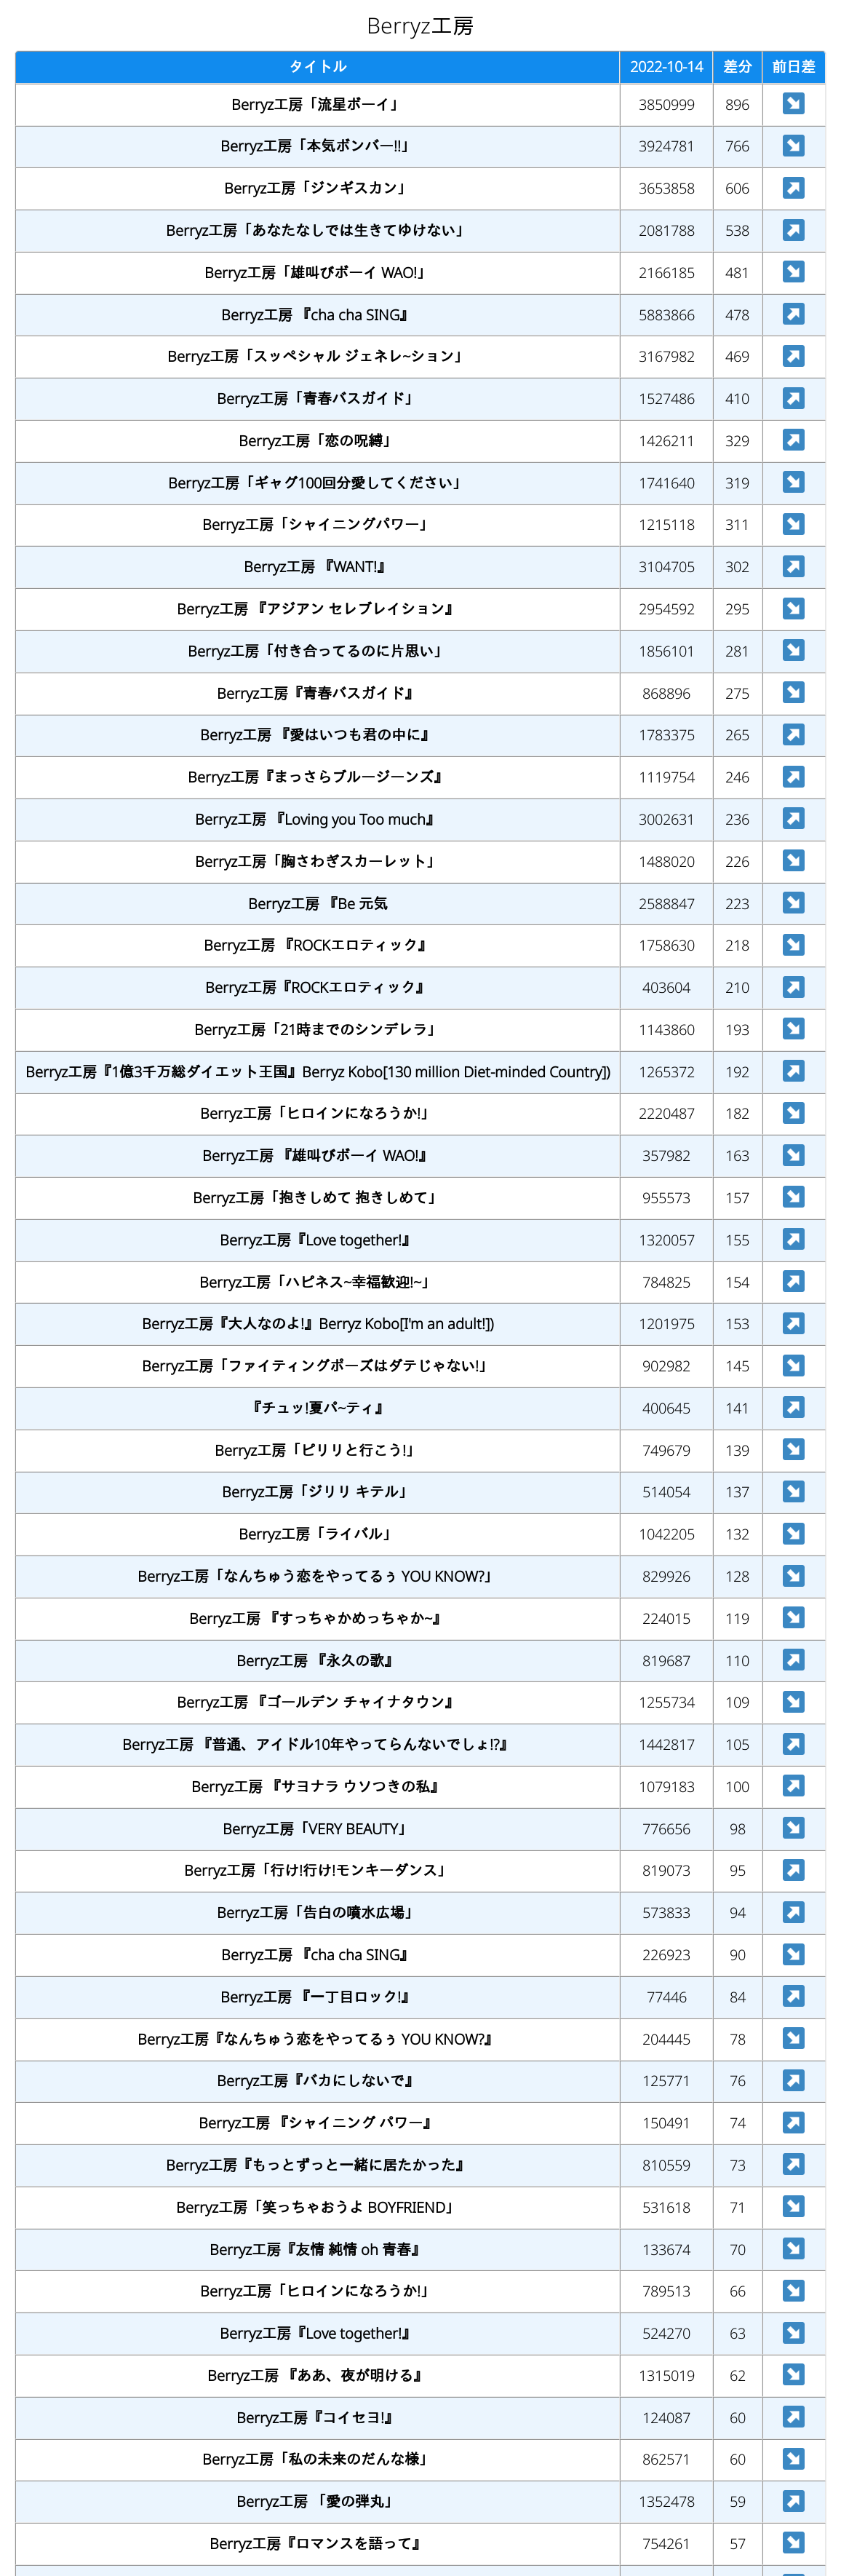 Berryz工房
タイトル 2022-10-14 差分 前日差
Berryz工房「流星ボーイ」 3850999 896 ↘
Berryz工房「本気ボンバー!!」 3924781 766 ↘
Berryz工房「ジンギスカン」 3653858 606 ↗
Berryz工房「あなたなしでは生きてゆけない」 2081788 538 ↗
Berryz工房「雄叫びボーイ WAO!」 2166185 481 ↘
Berryz工房 『cha cha SING』 5883866 478 ↗
Berryz工房「スッペシャル ジェネレ~ション」 3167982 469 ↗
Berryz工房「青春バスガイド」 1527486 410 ↗
Berryz工房「恋の呪縛」 1426211 329 ↗
Berryz工房「ギャグ100回分愛してください」 1741640 319 ↘
Berryz工房「シャイニングパワー」 1215118 311 ↘
Berryz工房 『WANT!』 3104705 302 ↗
Berryz工房 『アジアン セレブレイション』 2954592 295 ↘
Berryz工房「付き合ってるのに片思い」 1856101 281 ↘
Berryz工房『青春バスガイド』 868896 275 ↘
Berryz工房 『愛はいつも君の中に』 1783375 265 ↗
Berryz工房『まっさらブルージーンズ』 1119754 246 ↗
Berryz工房 『Loving you Too much』 3002631 236 ↗
Berryz工房「胸さわぎスカーレット」 1488020 226 ↘
Berryz工房 『Be 元気 2588847 223 ↘
Berryz工房 『ROCKエロティック』 1758630 218 ↘
Berryz工房『ROCKエロティック』 403604 210 ↗
Berryz工房「21時までのシンデレラ」 1143860 193 ↘
Berryz工房『1億3千万総ダイエット王国』Berryz Kobo[130 million Diet-minded Country]) 1265372 192 ↗
Berryz工房「ヒロインになろうか!」 2220487 182 ↘
Berryz工房 『雄叫びボーイ WAO!』 357982 163 ↘
Berryz工房「抱きしめて 抱きしめて」 955573 157 ↘
Berryz工房『Love together!』 1320057 155 ↗
Berryz工房「ハピネス~幸福歓迎!~」 784825 154 ↗
Berryz工房『大人なのよ!』Berryz Kobo[I'm an adult!]) 1201975 153 ↗
Berryz工房「ファイティングポーズはダテじゃない!」 902982 145 ↘
『チュッ!夏パ~ティ』 400645 141 ↗
Berryz工房「ピリリと行こう!」 749679 139 ↘
Berryz工房「ジリリ キテル」 514054 137 ↘
Berryz工房「ライバル」 1042205 132 ↘
Berryz工房「なんちゅう恋をやってるぅ YOU KNOW?」 829926 128 ↘
Berryz工房 『すっちゃかめっちゃか~』 224015 119 ↘
Berryz工房 『永久の歌』 819687 110 ↗
Berryz工房 『ゴールデン チャイナタウン』 1255734 109 ↘
Berryz工房 『普通、アイドル10年やってらんないでしょ!?』 1442817 105 ↗
Berryz工房 『サヨナラ ウソつきの私』 1079183 100 ↗
Berryz工房「VERY BEAUTY」 776656 98 ↘
Berryz工房「行け!行け!モンキーダンス」 819073 95 ↗
Berryz工房「告白の噴水広場」 573833 94 ↗
Berryz工房 『cha cha SING』 226923 90 ↘
Berryz工房 『一丁目ロック!』 77446 84 ↗
Berryz工房『なんちゅう恋をやってるぅ YOU KNOW?』 204445 78 ↘
Berryz工房『バカにしないで』 125771 76 ↗
Berryz工房 『シャイニング パワー』 150491 74 ↗
Berryz工房『もっとずっと一緒に居たかった』 810559 73 ↗
Berryz工房「笑っちゃおうよ BOYFRIEND」 531618 71 ↘
Berryz工房『友情 純情 oh 青春』 133674 70 ↘
Berryz工房「ヒロインになろうか!」 789513 66 ↘
Berryz工房『Love together!』 524270 63 ↘
Berryz工房 『ああ、夜が明ける』 1315019 62 ↘
Berryz工房『コイセヨ!』 124087 60 ↗
Berryz工房「私の未来のだんな様」 862571 60 ↘
Berryz工房 「愛の弾丸」 1352478 59 ↗
Berryz工房『ロマンスを語って』 754261 57 ↘